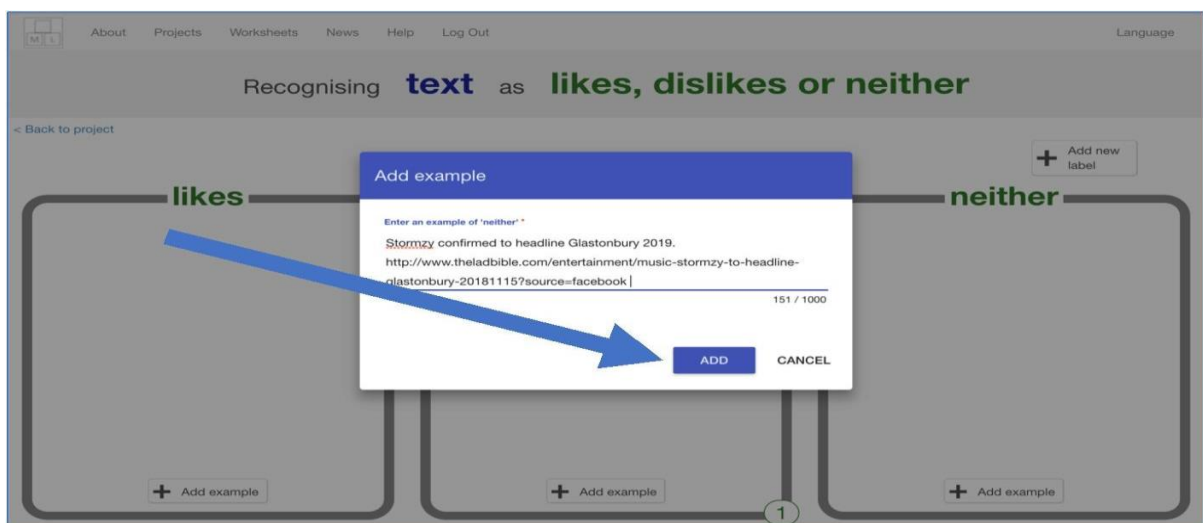 M L About Projects Worksheets News Help Log Out Language
Recognising text as likes, dislikes or neither
< Back to project
+ Add new
label
likes
neither
Add example
Enter an example of 'neither' *
Stormzy confirmed to headline Glastonbury 2019.
http://www.theladbible.com/entertainment/music-stormzy-to-headline-
glastonbury-20181115?source=facebook
151 / 1000
ADD CANCEL
+ Add example
+ Add example
+ Add example
1